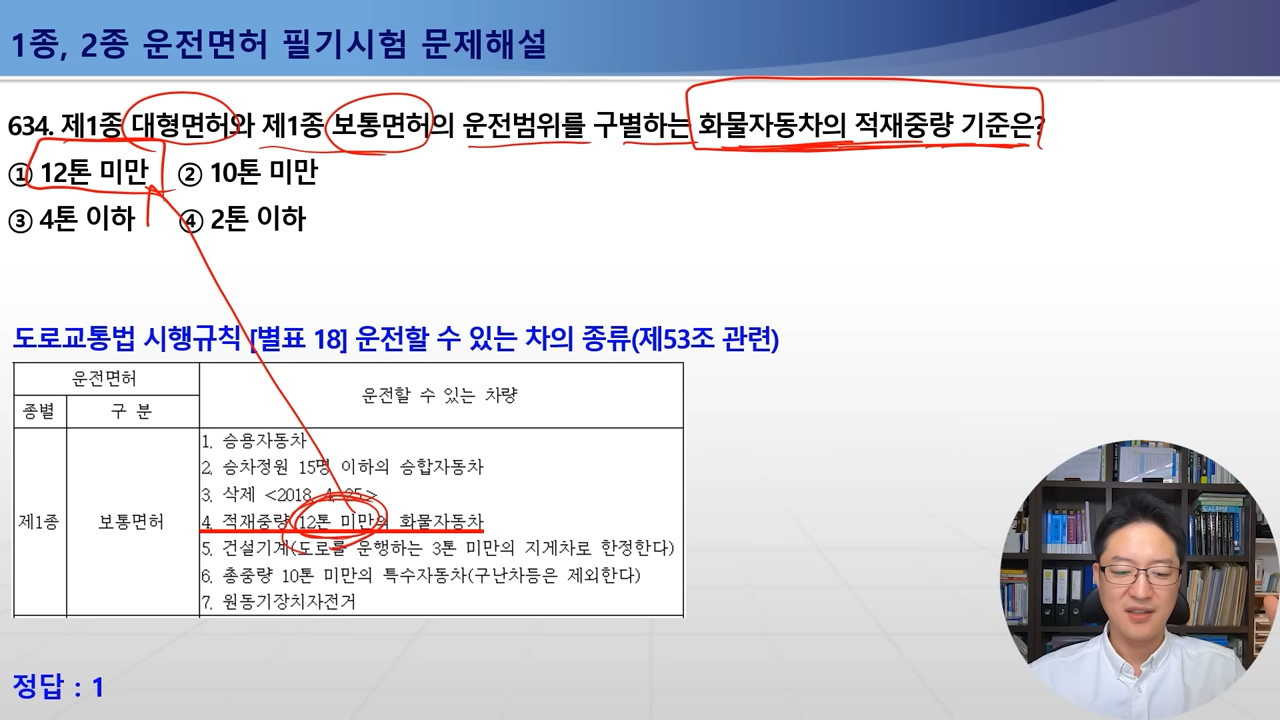 1종, 2종 운전면허 필기시험 문제해설
634. 제1종 대형면허와 제1종 보통면허의 운전범위를 구별하는 화물자동차의 적재중량 기준은?
① 12톤 미만 ② 10톤 미만
③ 4톤 이하 ④ 2톤 이하
도로교통법 시행규칙 [별표 18] 운전할 수 있는 차의 종류(제53조 관련)
운전면허
운전할 수 있는 차량
종별 구 분
제1종
보통면허
1. 승용자동차
2. 승차정원 15명 이하의 승합자동차
3. 삭제 <2018. 4. 25>
4. 적재중량 12톤 미만의 화물자동차
5. 건설기계(도로를 운행하는 3톤 미만의 지게차로 한정한다)
6. 총중량 10톤 미만의 특수자동차(구난차등은 제외한다)
7. 원동기장치자전거
정답 : 1